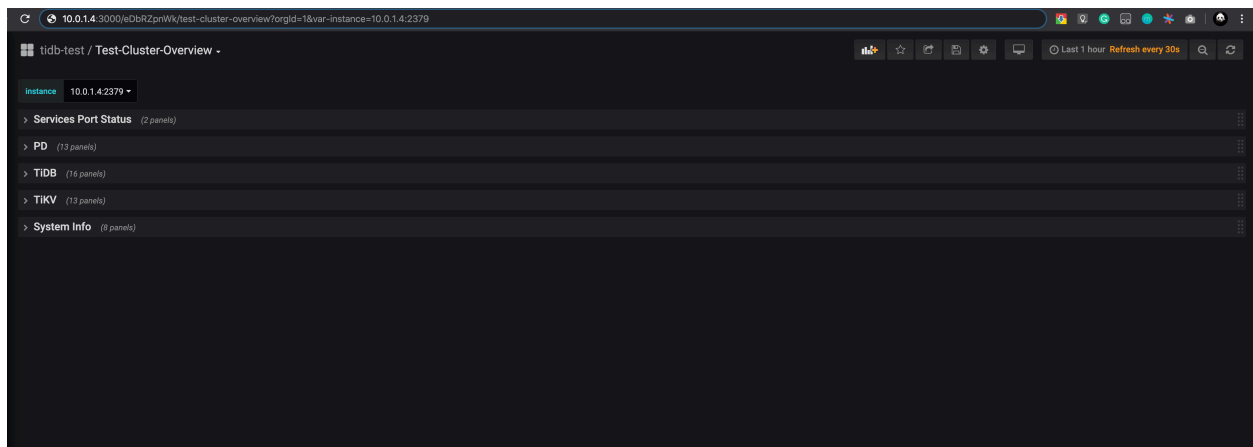 10.0.1.4:3000/eDbRZpnWk/test-cluster-overview?orgId=1&var-instance=10.0.1.4:2379
tidb-test / Test-Cluster-Overview
Last 1 hour Refresh every 30s
instance 10.0.1.4:2379
Services Port Status (2 panels)
PD (13 panels)
TiDB (16 panels)
TiKV (13 panels)
System Info (8 panels)